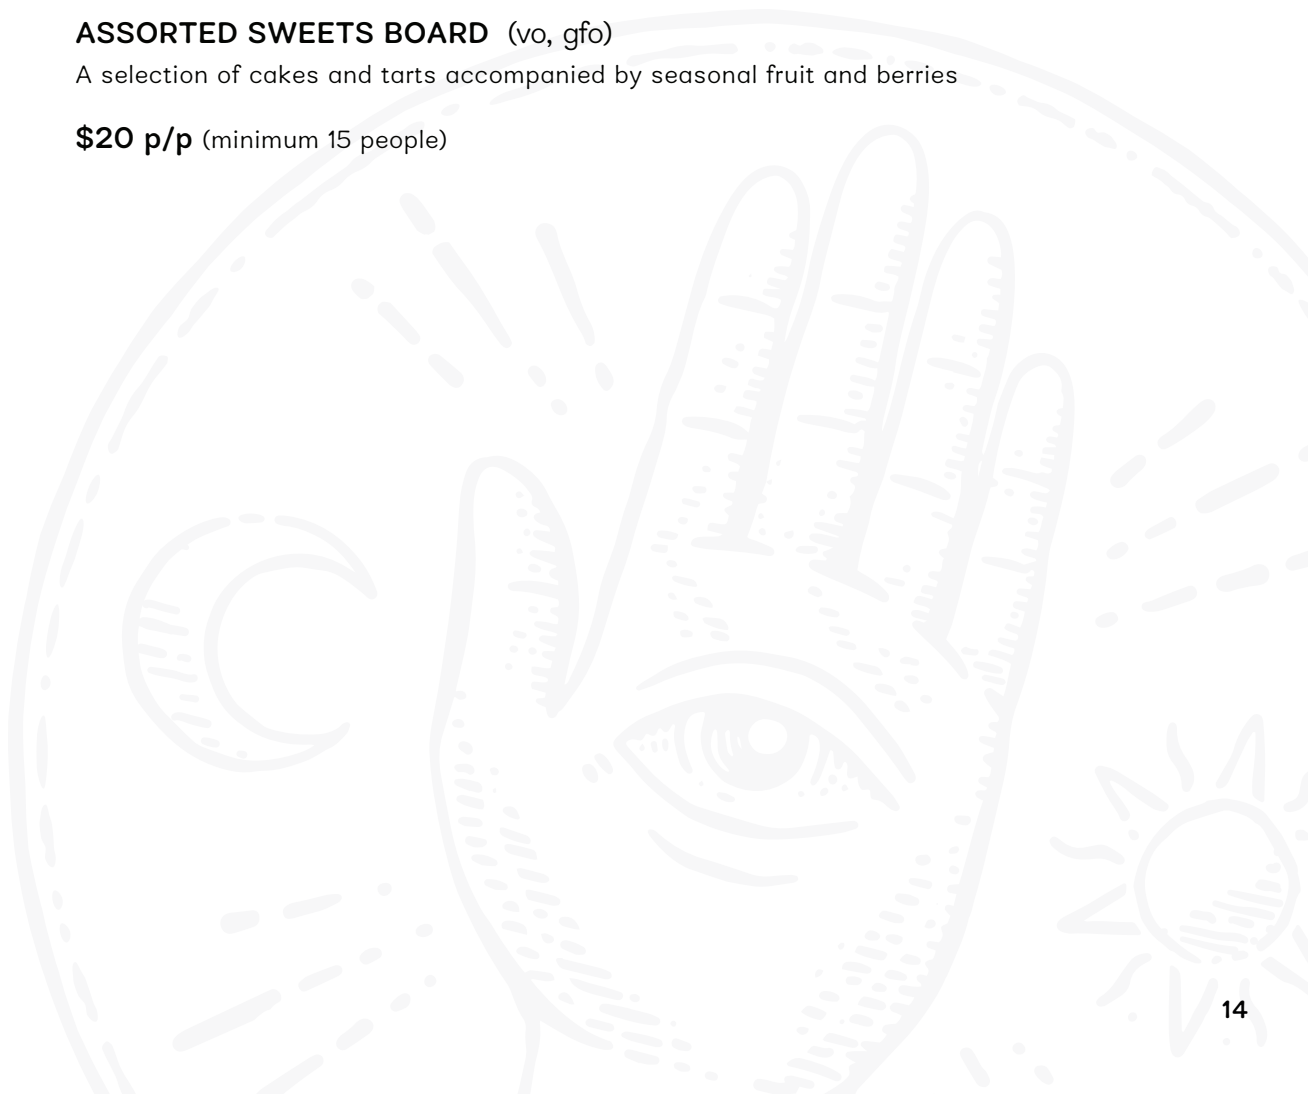 ASSORTED SWEETS BOARD (vo, gfo)
A selection of cakes and tarts accompanied by seasonal fruit and berries
$20 p/p (minimum 15 people)
14